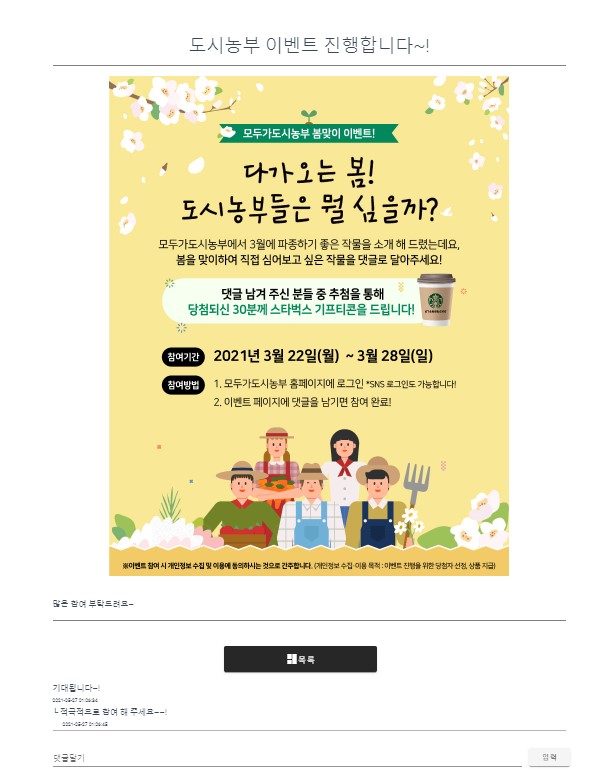 도시농부 이벤트 진행합니다~!
모두가도시농부 봄맞이 이벤트!
다가오는 봄!
도시농부들은 뭘 심을까?
모두가도시농부에서 3월에 파종하기 좋은 작물을 소개 해 드렸는데요,
봄을 맞이하여 직접 심어보고 싶은 작물을 댓글로 달아주세요!
댓글 남겨 주신 분들 중 추첨을 통해
당첨되신 30분께 스타벅스 기프티콘을 드립니다!
참여기간 2021년 3월 22일(월) ~ 3월 28일(일)
참여방법 1. 모두가도시농부 홈페이지에 로그인 *SNS 로그인도 가능합니다!
2. 이벤트 페이지에 댓글을 남기면 참여 완료!
※이벤트 참여 시 개인정보 수집 및 이용에 동의하시는 것으로 간주합니다. (개인정보 수집·이용 목적 : 이벤트 진행을 위한 당첨자 선정, 상품 지급)
많은 참여 부탁드려요~
목록
기대됩니다~!
2021-05-27 21:06:34
└ 적극적으로 참여 해 주세요~~!
2021-05-27 21:06:45
댓글달기
입력